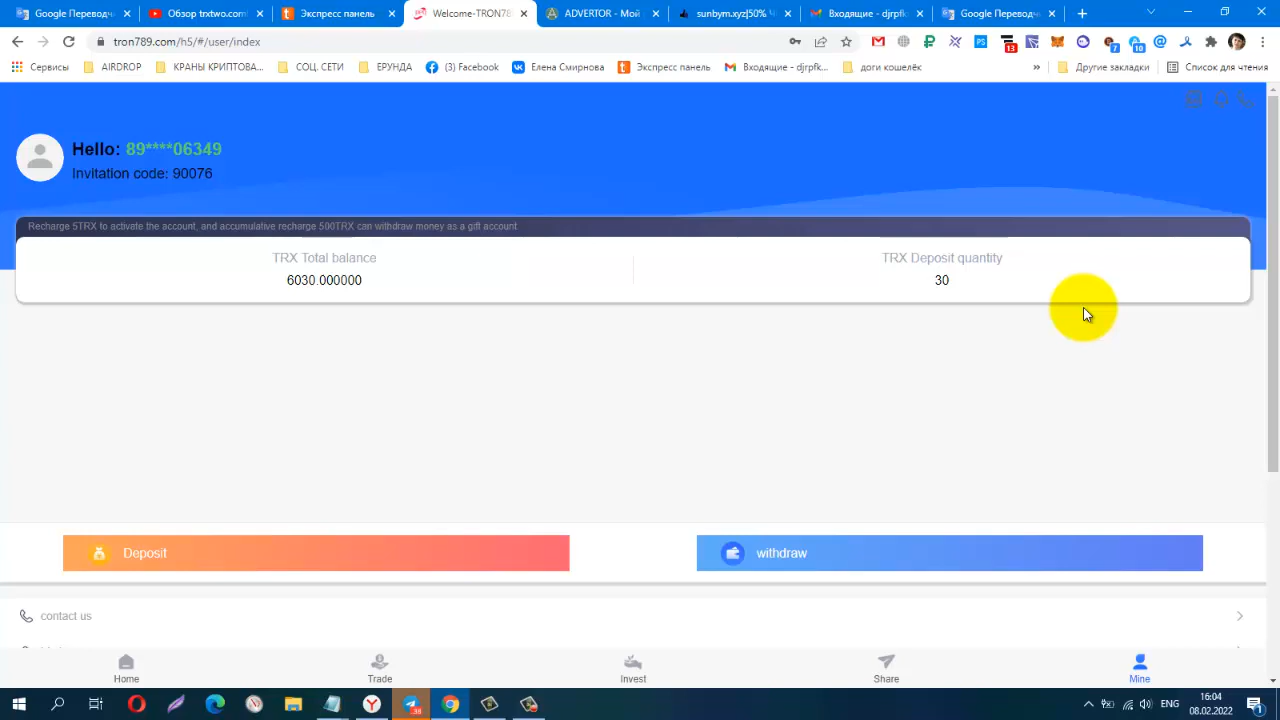 Google Переводч
Обзор trxtwo.com
Экспресс панель
Welcome-TRON789
ADVERTOR - Мой
sunbym.xyz|50%
Входящие - djrpfk
Google Переводч
tron789.com/h5/#/user/index
13
7
10
Сервисы
AIRDROP
КРАНЫ КРИПТОВА...
СОЦ. СЕТИ
ЕРУНДА
(3) Facebook
Елена Смирнова
Экспресс панель
Входящие - djrpfk...
доги кошелёк
»
Другие закладки
Список для чтения
Hello: 89****06349
Invitation code: 90076
Recharge 5TRX to activate the account, and accumulative recharge 500TRX can withdraw money as a gift account
TRX Total balance
6030.000000
TRX Deposit quantity
30
Deposit
withdraw
contact us
Home
Trade
Invest
Share
Mine
ENG
16:04
08.02.2022